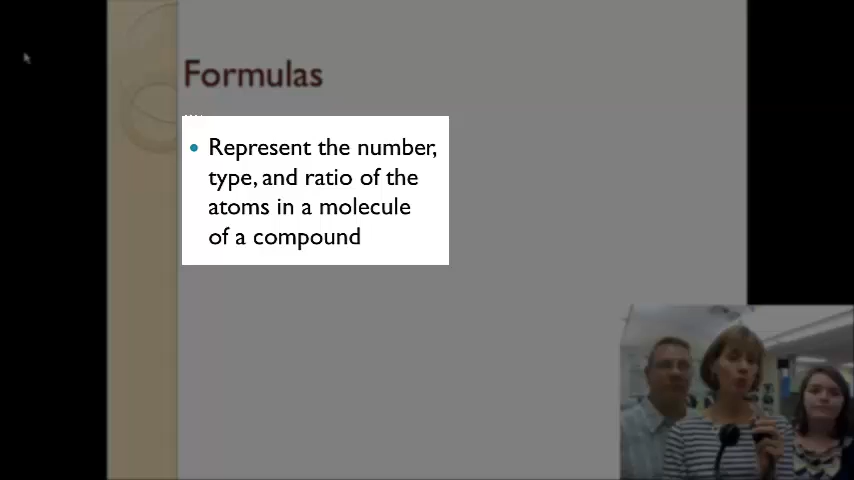 Formulas
• Represent the number,
type, and ratio of the
atoms in a molecule
of a compound